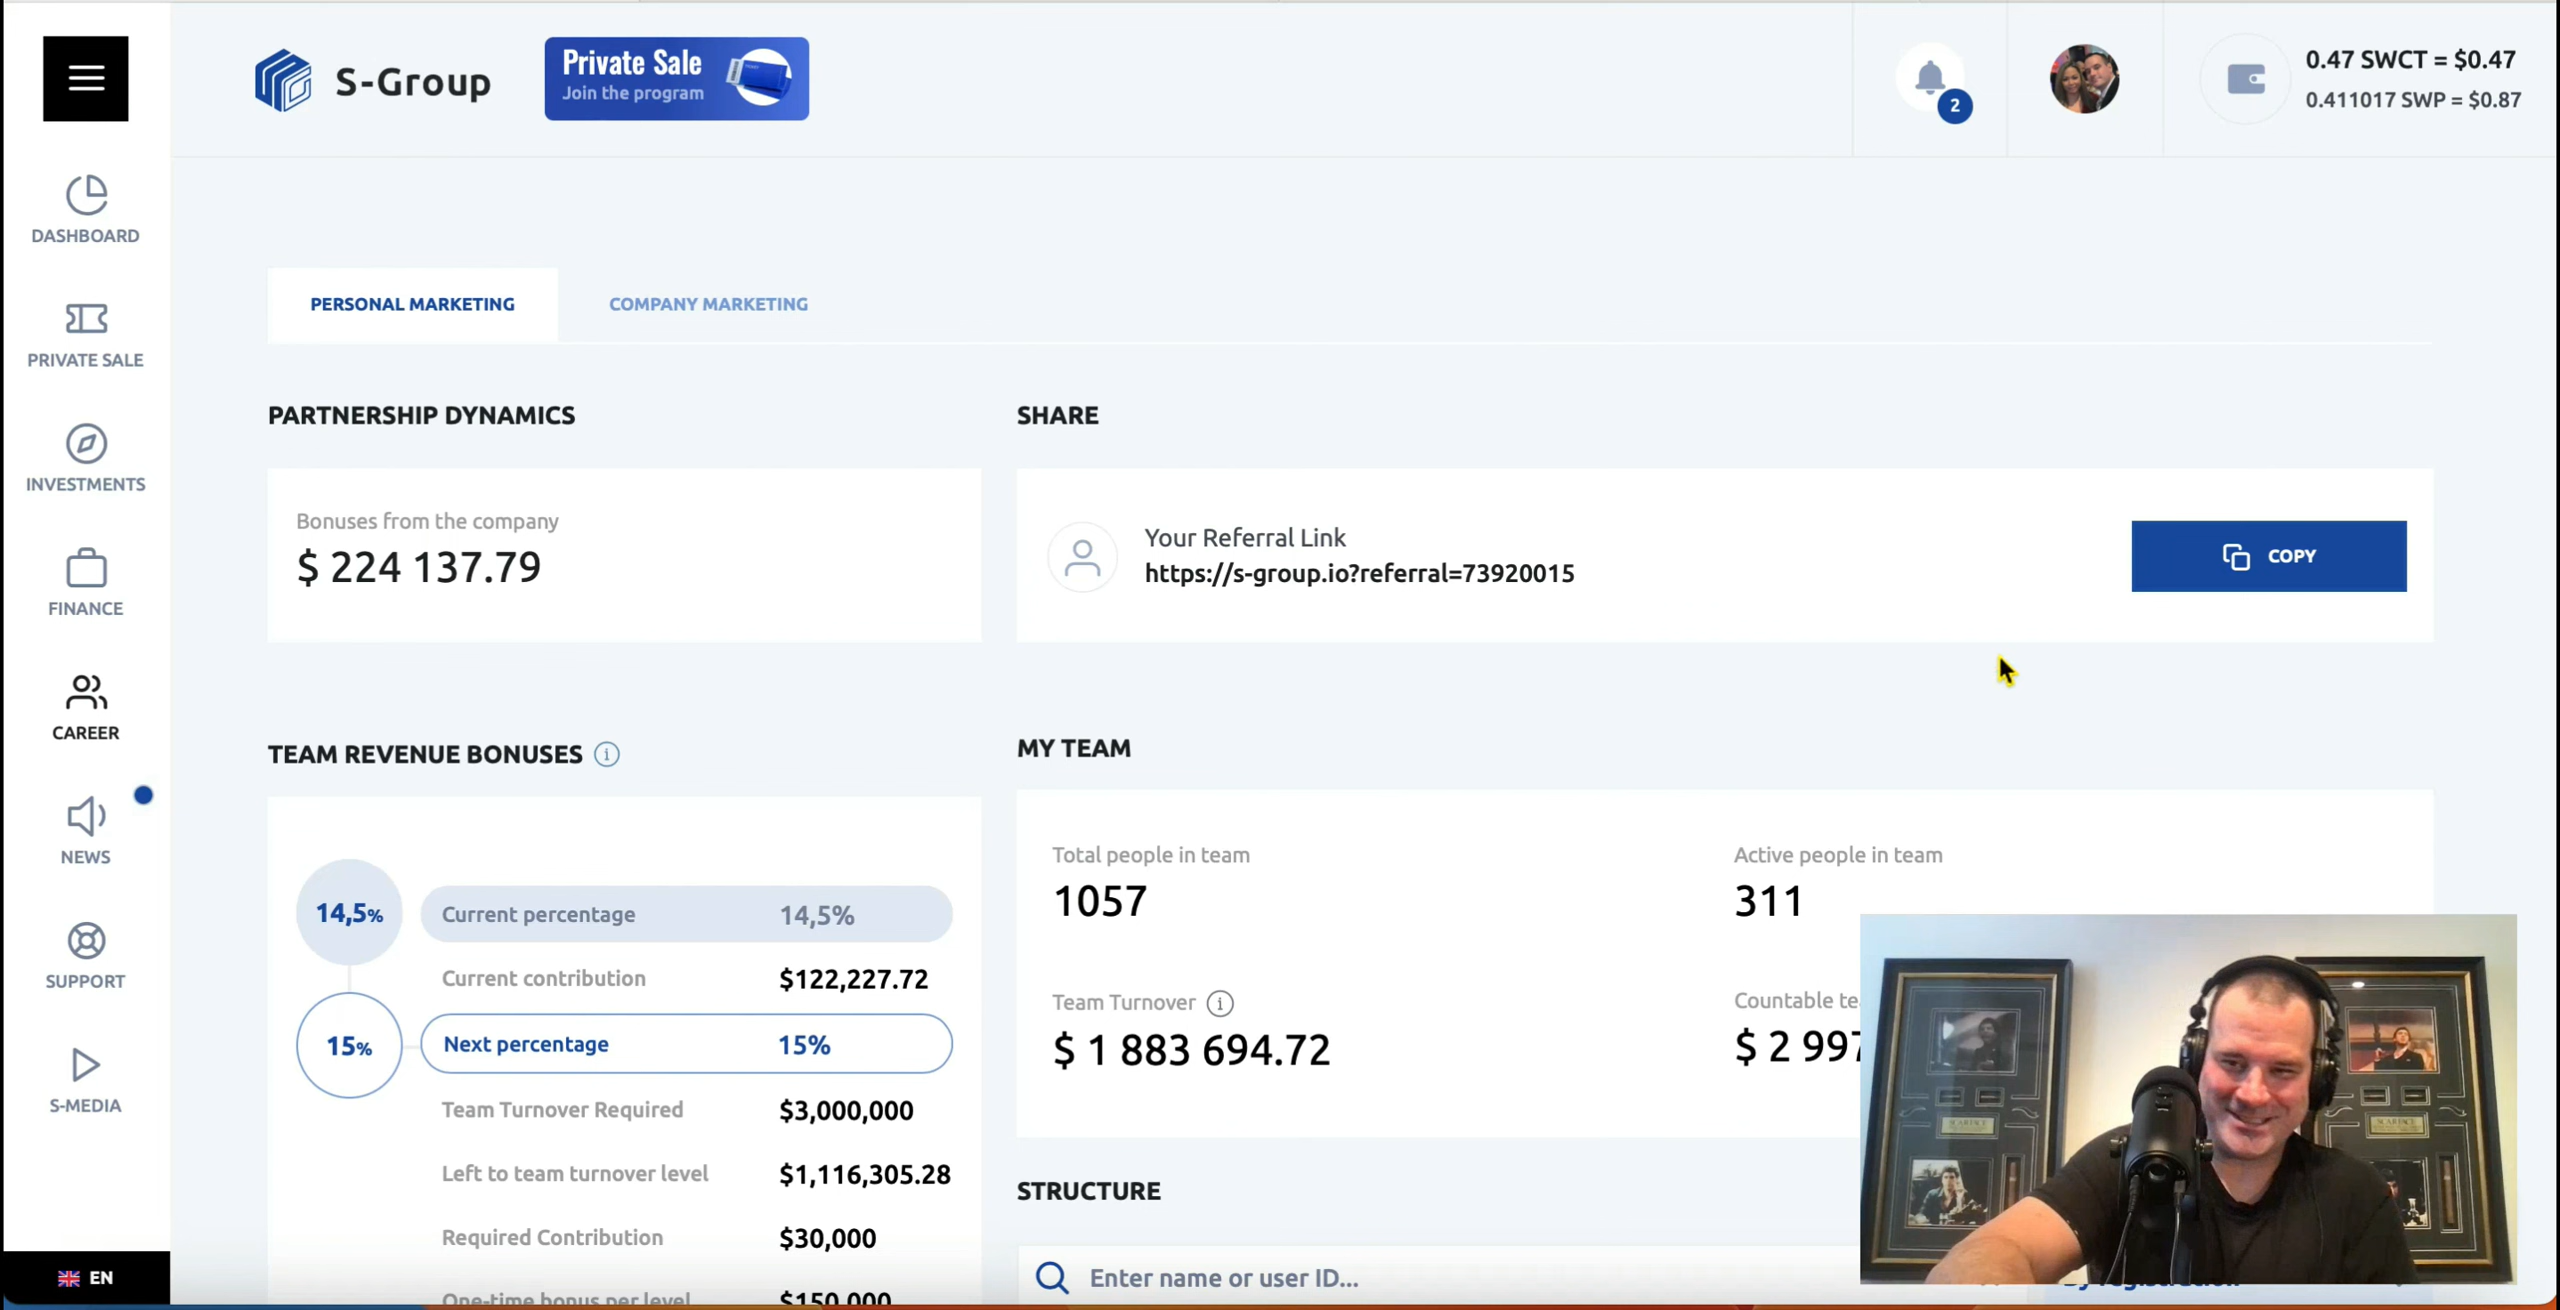 S-Group
Private Sale
Join the program
2
0.47 SWCT = $0.47
0.411017 SWP = $0.87
DASHBOARD
PRIVATE SALE
INVESTMENTS
FINANCE
CAREER
NEWS
SUPPORT
S-MEDIA
EN
PERSONAL MARKETING
COMPANY MARKETING
PARTNERSHIP DYNAMICS
Bonuses from the company
$ 224 137.79
SHARE
Your Referral Link
https://s-group.io?referral=73920015
COPY
TEAM REVENUE BONUSES
14,5%
Current percentage 14,5%
Current contribution $122,227.72
15%
Next percentage 15%
Team Turnover Required $3,000,000
Left to team turnover level $1,116,305.28
Required Contribution $30,000
One-time bonus per level $150,000
MY TEAM
Total people in team
1057
Active people in team
311
Team Turnover
$ 1 883 694.72
Countable te
$ 2 997
STRUCTURE
Enter name or user ID...
SCARFACE
SCARFACE